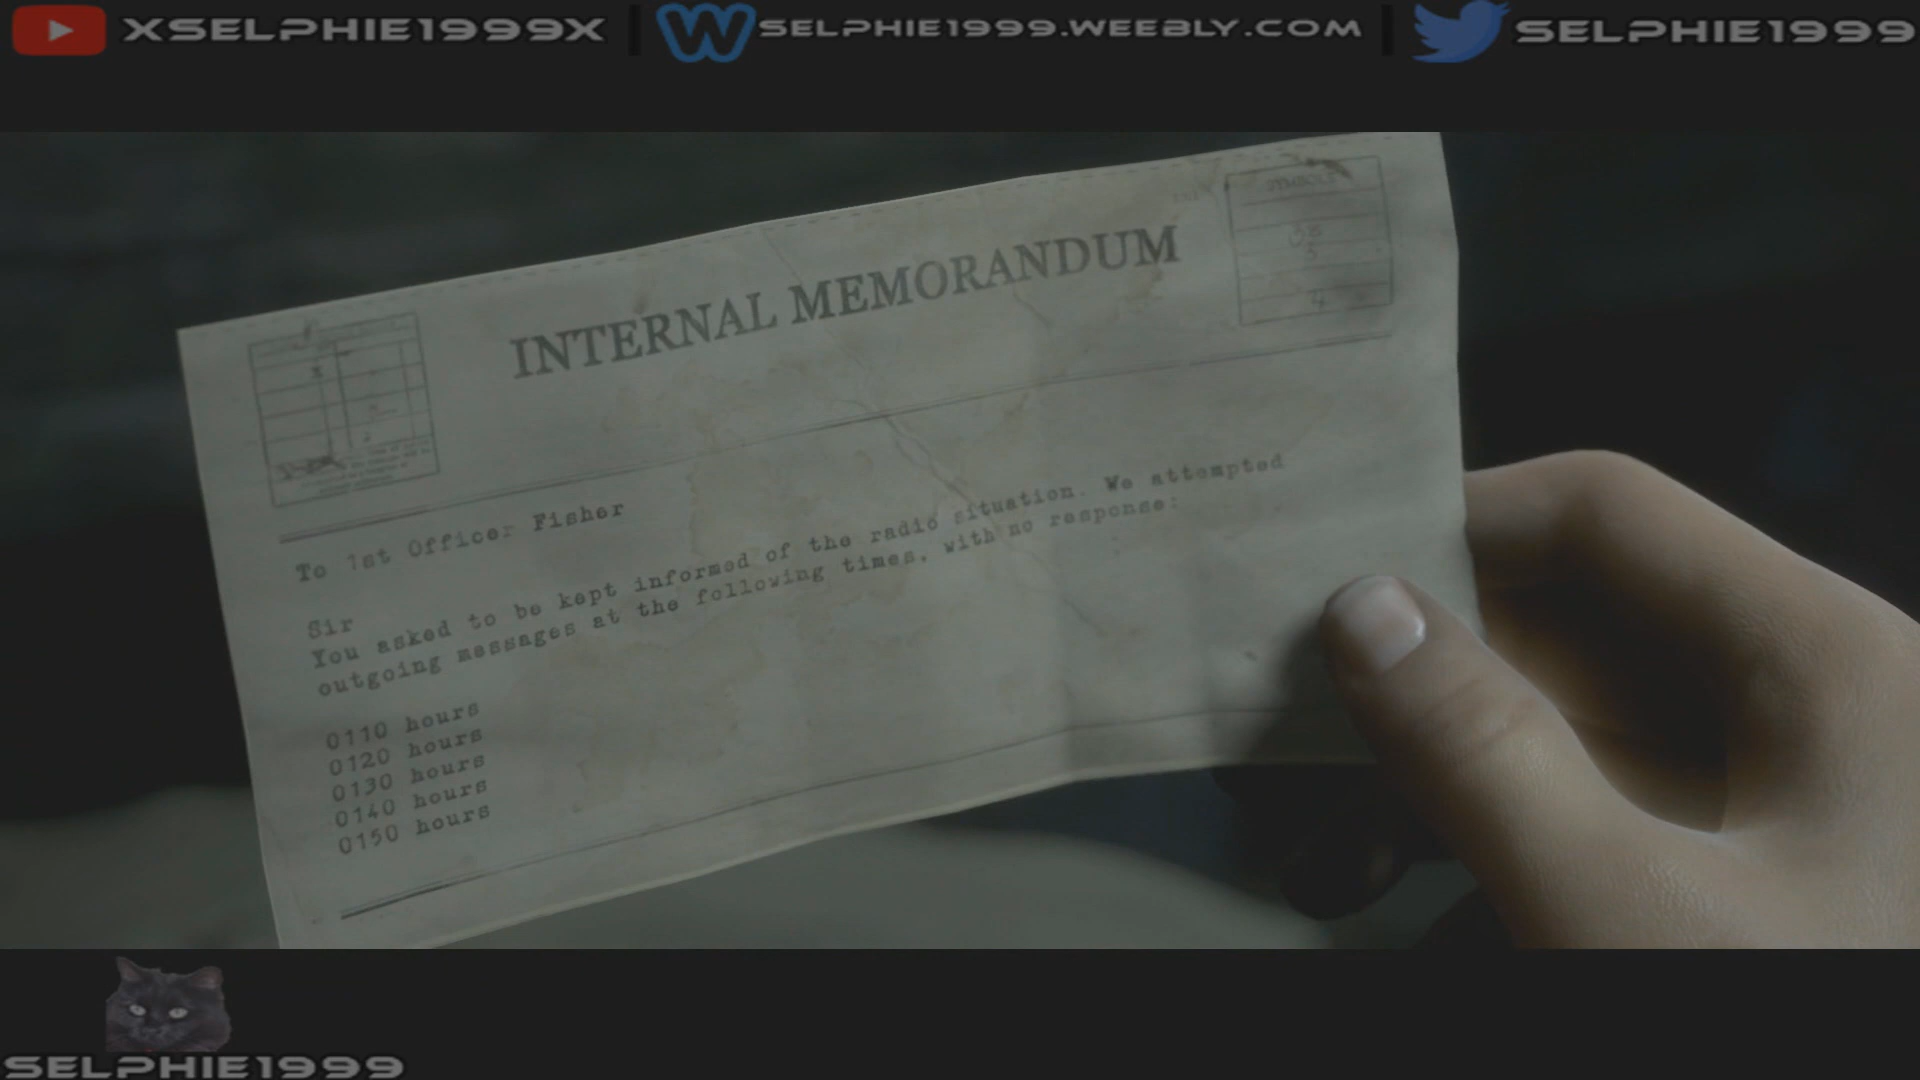 XSELPHIE1999X | SELPHIE1999.WEEBLY.COM | SELPHIE1999
INTERNAL MEMORANDUM
To 1st Officer Fisher
Sir
You asked to be kept informed of the radio situation. We attempted
outgoing messages at the following times, with no response:
0110 hours
0120 hours
0130 hours
0140 hours
0150 hours
SELPHIE1999